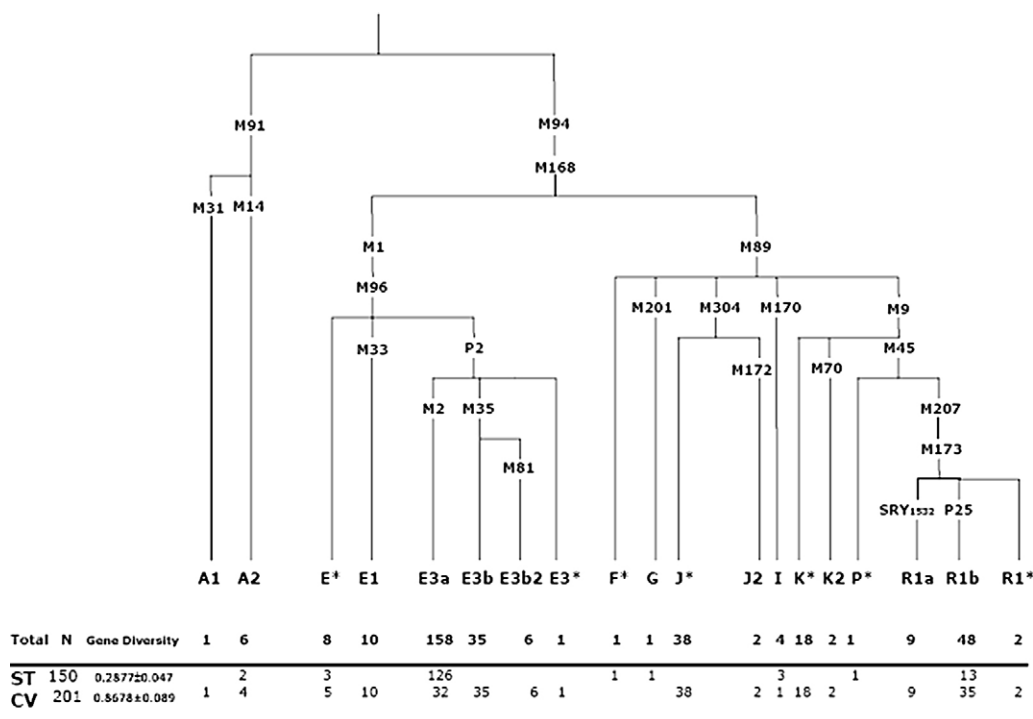 M91 M94
M168
M31 M14
M1 M89
M96
M201 M304 M170 M9
M33 P2 M45
M172 M70
M2 M35 M207
M173
M81
SRY1532 P25
A1 A2 E* E1 E3a E3b E3b2 E3* F* G J* J2 I K* K2 P* R1a R1b R1*
Total N Gene Diversity 1 6 8 10 158 35 6 1 1 1 38 2 4 18 2 1 9 48 2
ST 150 0.2877±0.047 2 3 126 1 1 3 1 13
CV 201 0.8678±0.089 1 4 5 10 32 35 6 1 38 2 1 18 2 9 35 2